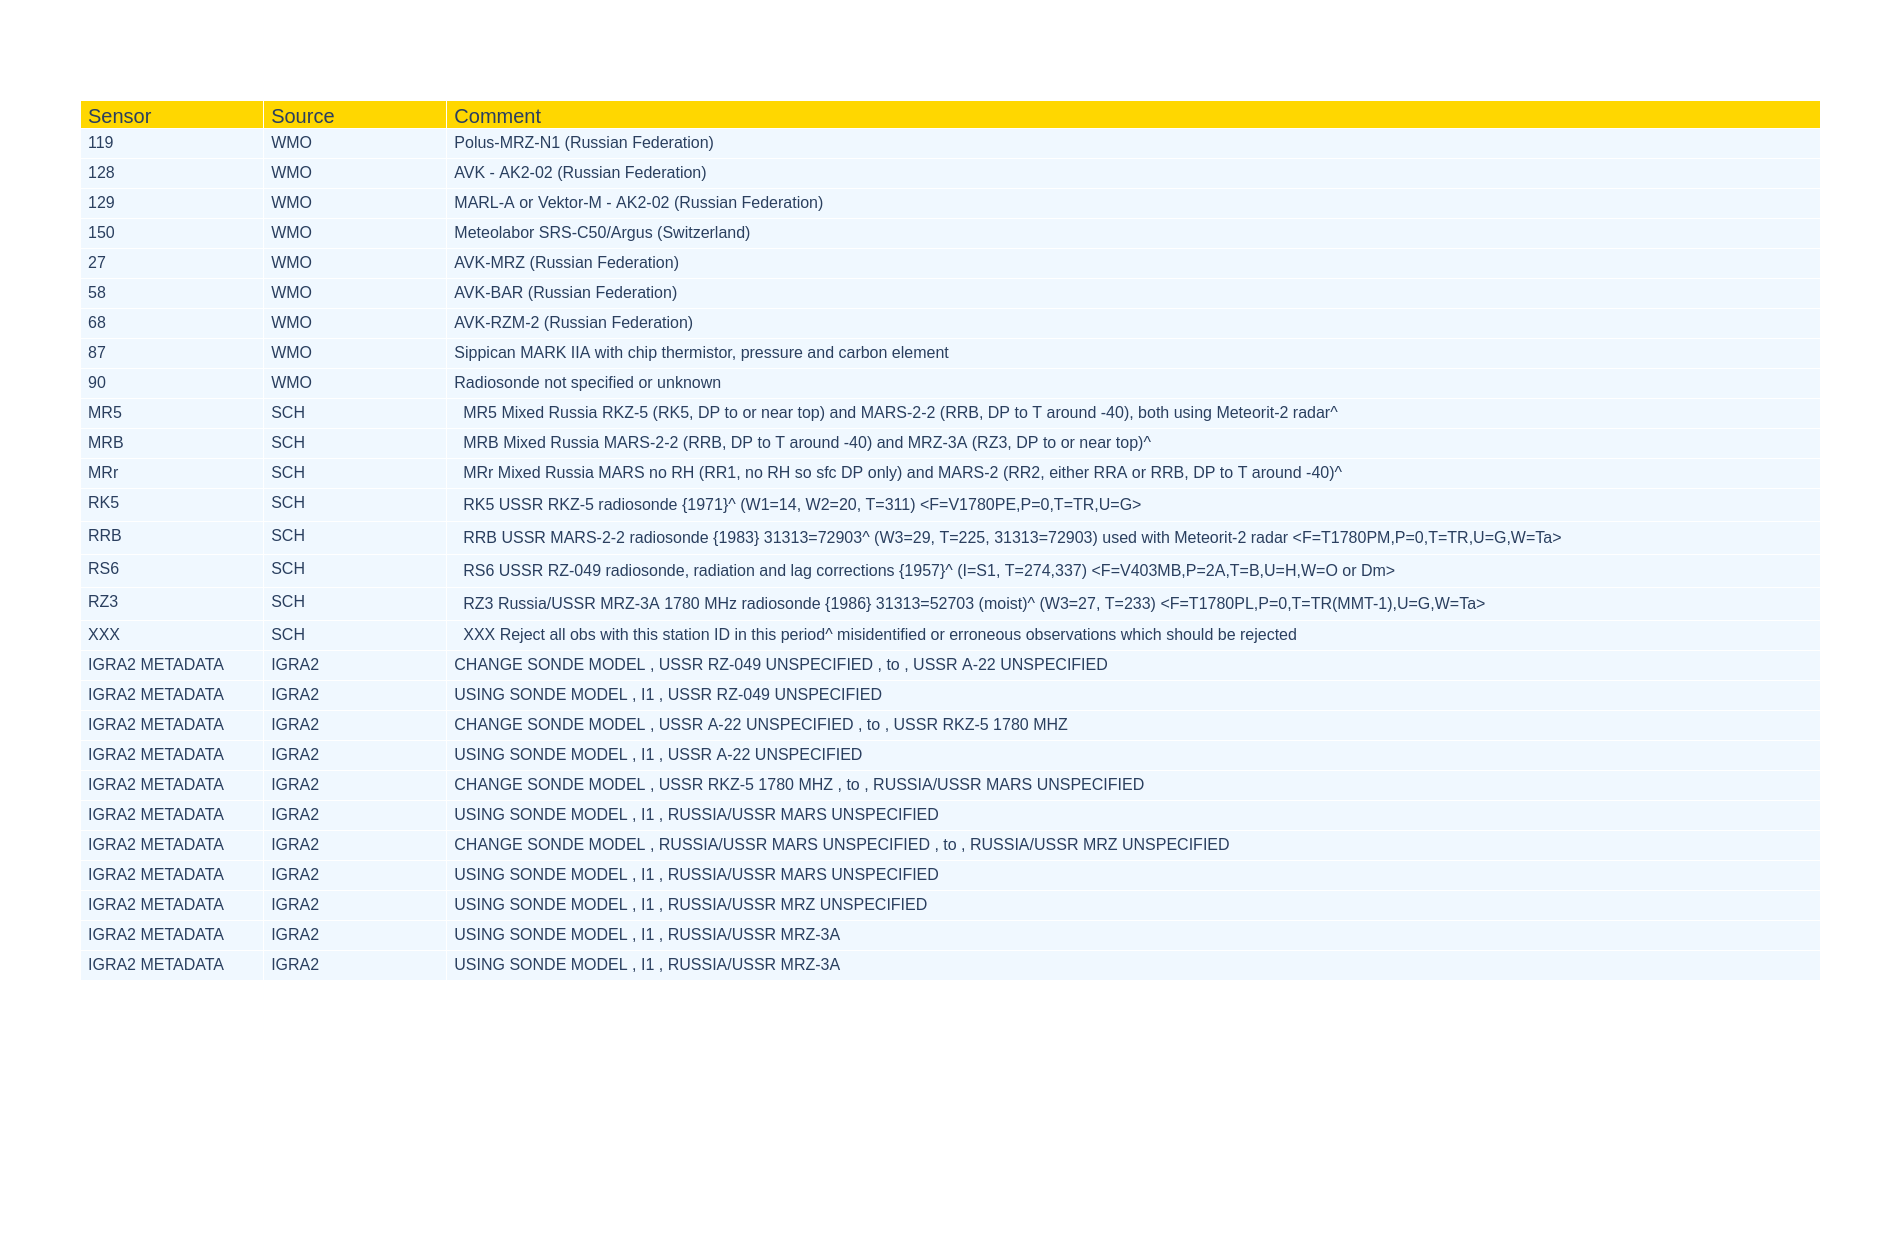 Sensor Source Comment
119 WMO Polus-MRZ-N1 (Russian Federation)
128 WMO AVK - AK2-02 (Russian Federation)
129 WMO MARL-A or Vektor-M - AK2-02 (Russian Federation)
150 WMO Meteolabor SRS-C50/Argus (Switzerland)
27 WMO AVK-MRZ (Russian Federation)
58 WMO AVK-BAR (Russian Federation)
68 WMO AVK-RZM-2 (Russian Federation)
87 WMO Sippican MARK IIA with chip thermistor, pressure and carbon element
90 WMO Radiosonde not specified or unknown
MR5 SCH MR5 Mixed Russia RKZ-5 (RK5, DP to or near top) and MARS-2-2 (RRB, DP to T around -40), both using Meteorit-2 radar^
MRB SCH MRB Mixed Russia MARS-2-2 (RRB, DP to T around -40) and MRZ-3A (RZ3, DP to or near top)^
MRr SCH MRr Mixed Russia MARS no RH (RR1, no RH so sfc DP only) and MARS-2 (RR2, either RRA or RRB, DP to T around -40)^
RK5 SCH RK5 USSR RKZ-5 radiosonde {1971}^ (W1=14, W2=20, T=311) <F=V1780PE,P=0,T=TR,U=G>
RRB SCH RRB USSR MARS-2-2 radiosonde {1983} 31313=72903^ (W3=29, T=225, 31313=72903) used with Meteorit-2 radar <F=T1780PM,P=0,T=TR,U=G,W=Ta>
RS6 SCH RS6 USSR RZ-049 radiosonde, radiation and lag corrections {1957}^ (I=S1, T=274,337) <F=V403MB,P=2A,T=B,U=H,W=O or Dm>
RZ3 SCH RZ3 Russia/USSR MRZ-3A 1780 MHz radiosonde {1986} 31313=52703 (moist)^ (W3=27, T=233) <F=T1780PL,P=0,T=TR(MMT-1),U=G,W=Ta>
XXX SCH XXX Reject all obs with this station ID in this period^ misidentified or erroneous observations which should be rejected
IGRA2 METADATA IGRA2 CHANGE SONDE MODEL , USSR RZ-049 UNSPECIFIED , to , USSR A-22 UNSPECIFIED
IGRA2 METADATA IGRA2 USING SONDE MODEL , I1 , USSR RZ-049 UNSPECIFIED
IGRA2 METADATA IGRA2 CHANGE SONDE MODEL , USSR A-22 UNSPECIFIED , to , USSR RKZ-5 1780 MHZ
IGRA2 METADATA IGRA2 USING SONDE MODEL , I1 , USSR A-22 UNSPECIFIED
IGRA2 METADATA IGRA2 CHANGE SONDE MODEL , USSR RKZ-5 1780 MHZ , to , RUSSIA/USSR MARS UNSPECIFIED
IGRA2 METADATA IGRA2 USING SONDE MODEL , I1 , RUSSIA/USSR MARS UNSPECIFIED
IGRA2 METADATA IGRA2 CHANGE SONDE MODEL , RUSSIA/USSR MARS UNSPECIFIED , to , RUSSIA/USSR MRZ UNSPECIFIED
IGRA2 METADATA IGRA2 USING SONDE MODEL , I1 , RUSSIA/USSR MARS UNSPECIFIED
IGRA2 METADATA IGRA2 USING SONDE MODEL , I1 , RUSSIA/USSR MRZ UNSPECIFIED
IGRA2 METADATA IGRA2 USING SONDE MODEL , I1 , RUSSIA/USSR MRZ-3A
IGRA2 METADATA IGRA2 USING SONDE MODEL , I1 , RUSSIA/USSR MRZ-3A